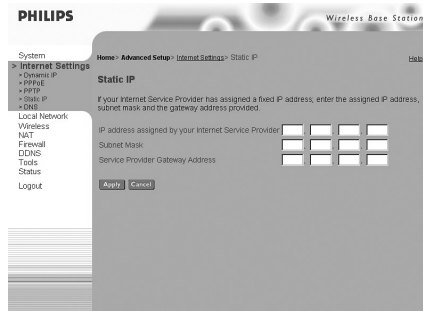 PHILIPS
Wireless Base Station
System
> Internet Settings
» Dynamic IP
» PPPoE
» PPTP
» Static IP
» DNS
Local Network
Wireless
NAT
Firewall
DDNS
Tools
Status
Logout
Home> Advanced Setup> Internet Settings> Static IP
Help
Static IP
If your Internet Service Provider has assigned a fixed IP address; enter the assigned IP address,
subnet mask and the gateway address provided.
IP address assigned by your Internet Service Provider . . .
Subnet Mask . . .
Service Provider Gateway Address . . .
Apply Cancel